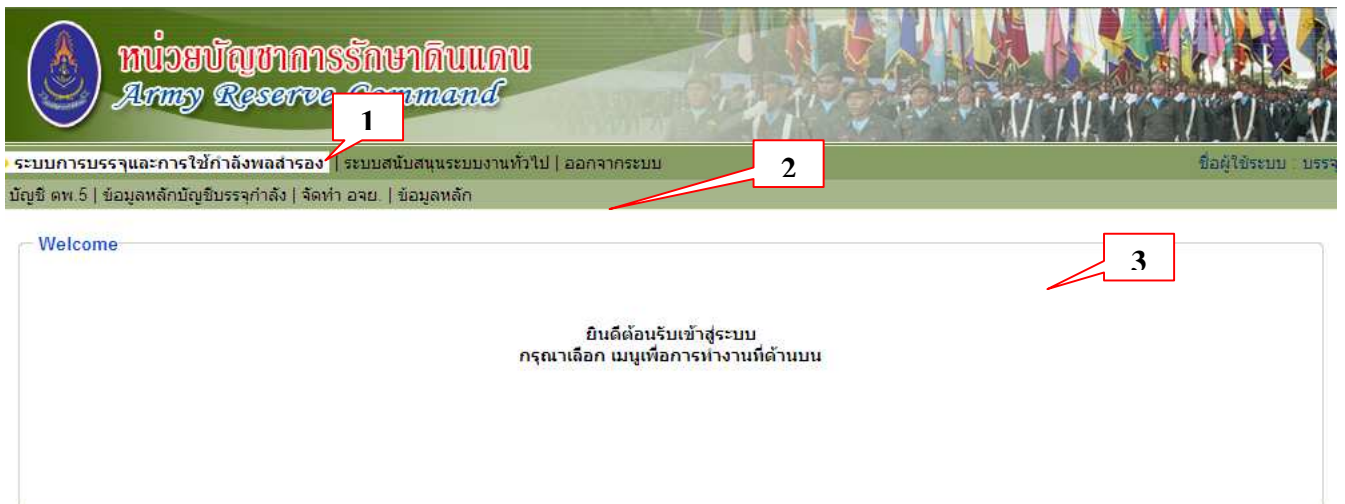 หน่วยบัญชาการรักษาดินแดน
Army Reserve Command
1
ระบบการบรรจุและการใช้กำลังพลสำรอง | ระบบสนับสนุนระบบงานทั่วไป | ออกจากระบบ
2
ชื่อผู้ใช้ระบบ : บรรจุ
บัญชี ตพ.5 | ข้อมูลหลักบัญชีบรรจุกำลัง | จัดทำ อจย. | ข้อมูลหลัก
Welcome
3
ยินดีต้อนรับเข้าสู่ระบบ
กรุณาเลือก เมนูเพื่อการทำงานที่ด้านบน